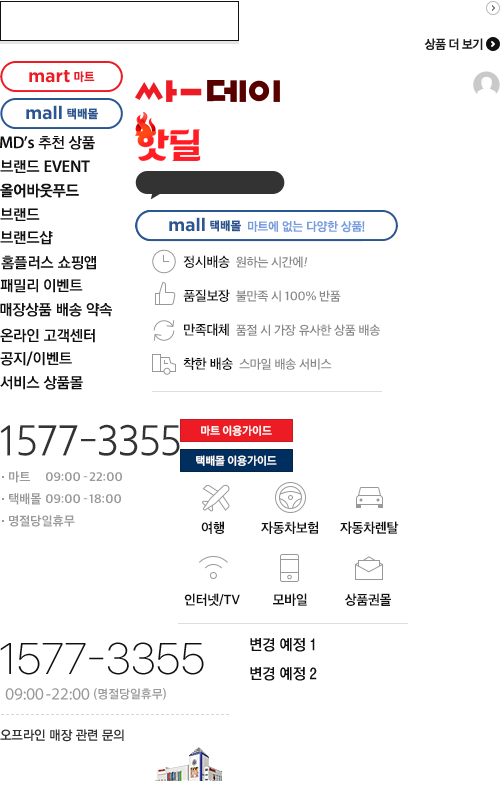 상품 더 보기
mart 마트
mall 택배몰
MD's 추천 상품
브랜드 EVENT
올어바웃푸드
브랜드
브랜드샵
홈플러스 쇼핑앱
패밀리 이벤트
매장상품 배송 약속
온라인 고객센터
공지/이벤트
서비스 상품몰
싸-데이
핫딜
mall 택배몰 마트에 없는 다양한 상품!
정시배송 원하는 시간에!
품질보장 불만족 시 100% 반품
만족대체 품절 시 가장 유사한 상품 배송
착한 배송 스마일 배송 서비스
1577-3355
· 마트 09:00 -22:00
· 택배몰 09:00 -18:00
· 명절당일휴무
마트 이용가이드
택배몰 이용가이드
여행 자동차보험 자동차렌탈
인터넷/TV 모바일 상품권몰
1577-3355
09:00 -22:00 (명절당일휴무)
오프라인 매장 관련 문의
변경 예정 1
변경 예정 2